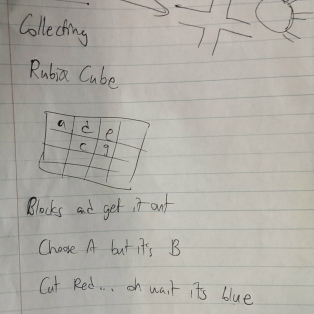 Collecting
Rubix Cube
a d e
c g
Blocks and get it out
Choose A but it's B
Cut Red... oh wait its blue